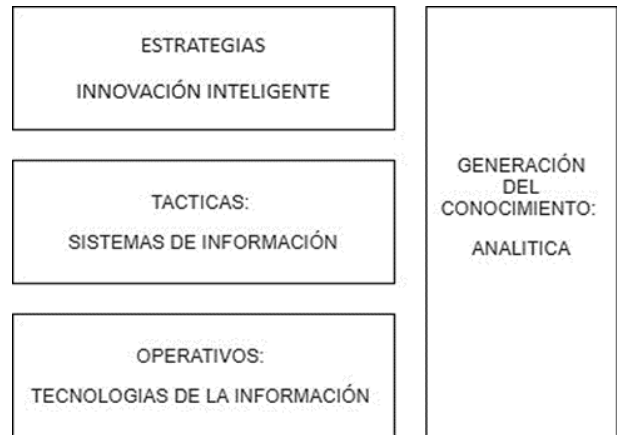 ESTRATEGIAS
INNOVACIÓN INTELIGENTE
TACTICAS:
SISTEMAS DE INFORMACIÓN
OPERATIVOS:
TECNOLOGIAS DE LA INFORMACIÓN
GENERACIÓN
DEL
CONOCIMIENTO:
ANALITICA